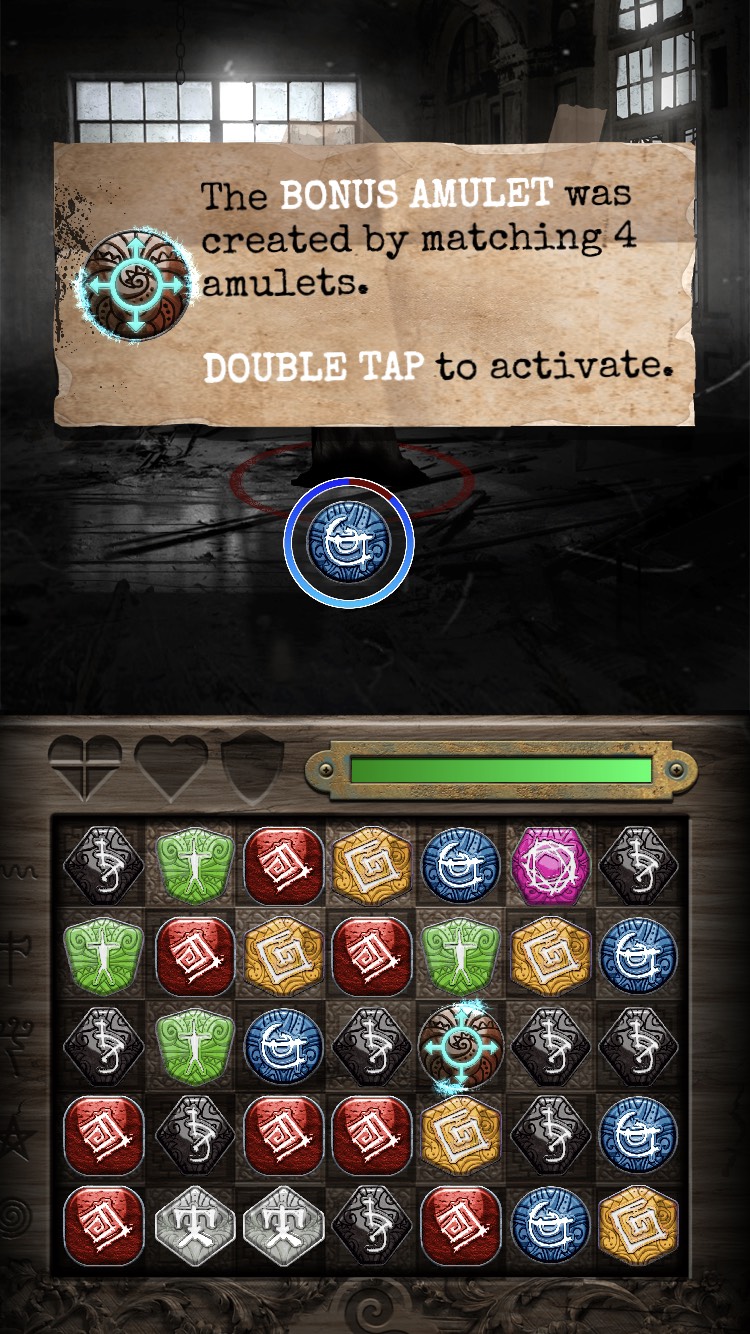 The BONUS AMULET was
created by matching 4
amulets.
DOUBLE TAP to activate.